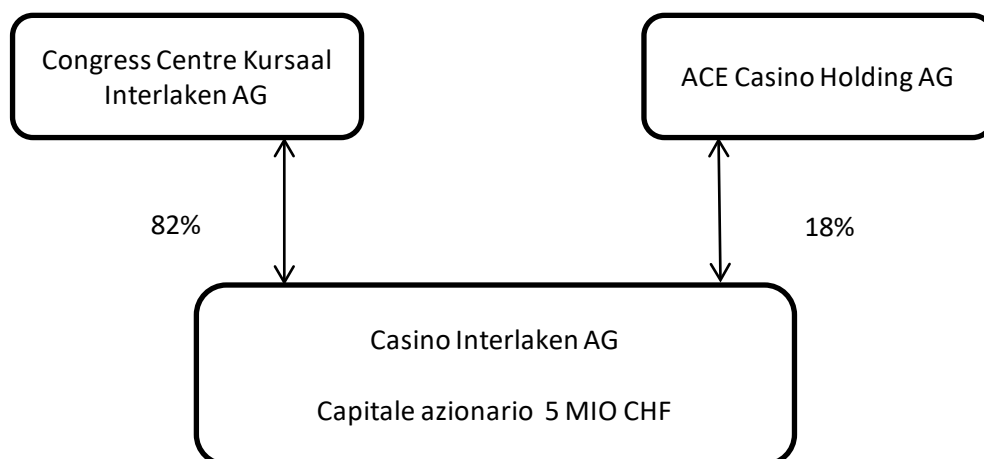 Congress Centre Kursaal
Interlaken AG
ACE Casino Holding AG
82%
18%
Casino Interlaken AG
Capitale azionario 5 MIO CHF